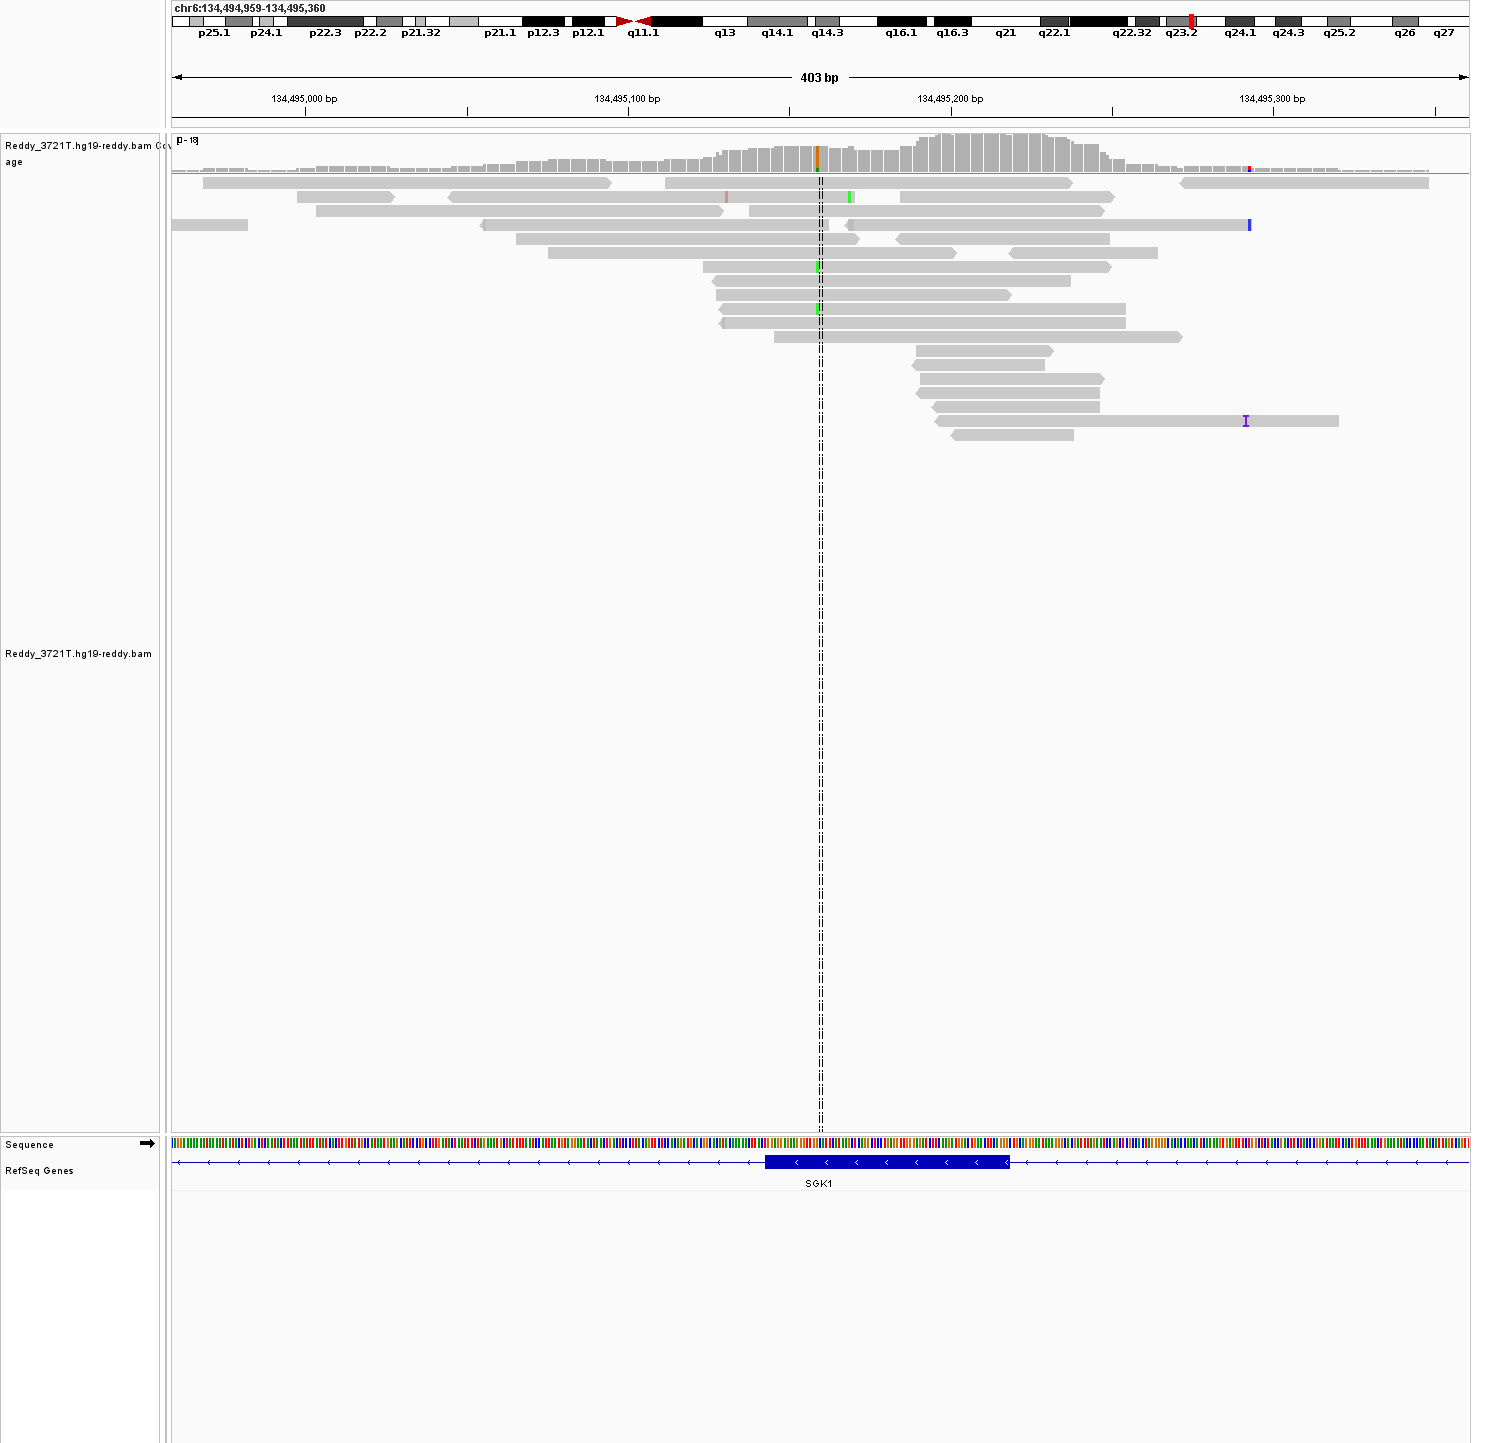 chr6:134,494,959-134,495,360
p25.1 p24.1 p22.3 p22.2 p21.32 p21.1 p12.3 p12.1 q11.1 q13 q14.1 q14.3 q16.1 q16.3 q21 q22.1 q22.32 q23.2 q24.1 q24.3 q25.2 q26 q27
403 bp
134,495,000 bp 134,495,100 bp 134,495,200 bp 134,495,300 bp
Reddy_3721T.hg19-reddy.bam Cov
age
[0 - 18]
Reddy_3721T.hg19-reddy.bam
Sequence
RefSeq Genes
SGK1